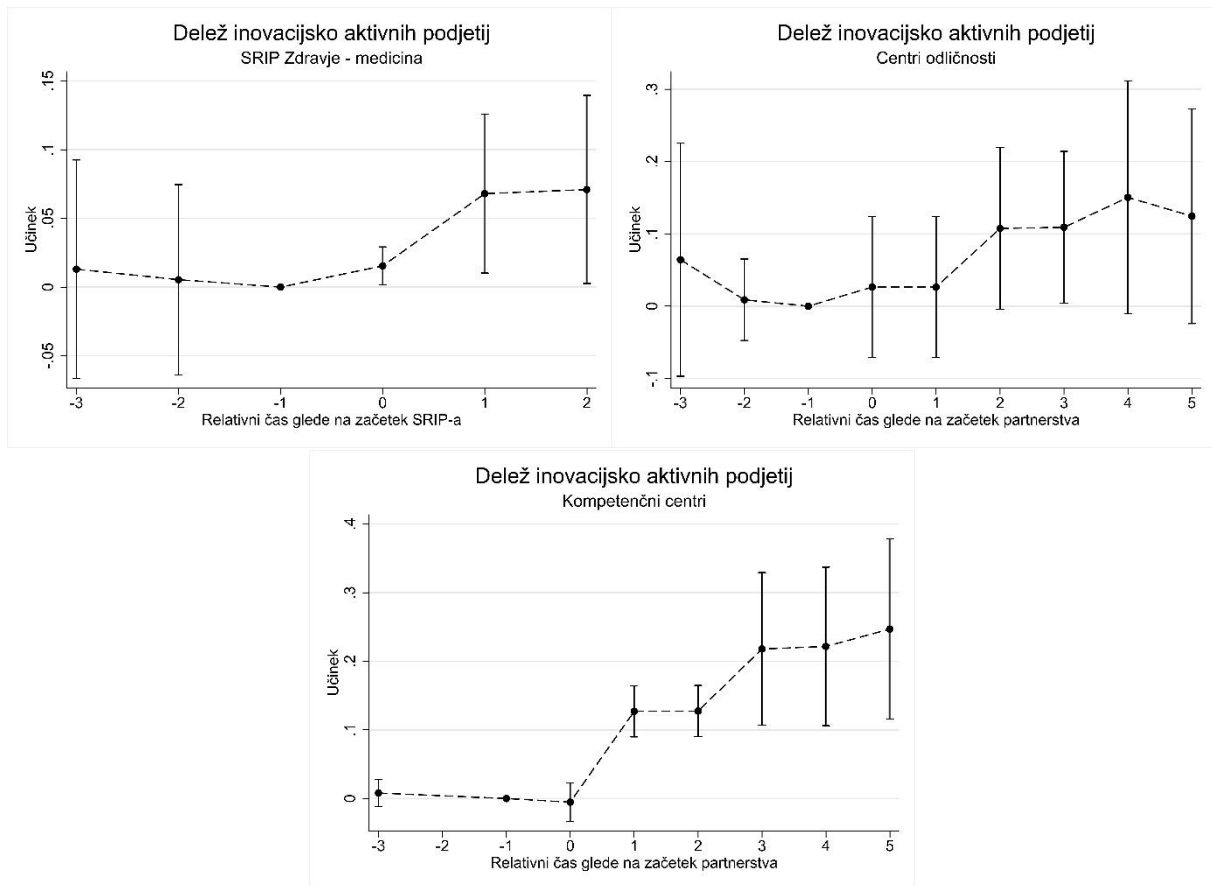 Delež inovacijsko aktivnih podjetij
SRIP Zdravje - medicina
Učinek
.15
.1
.05
0
-.05
-3 -2 -1 0 1 2
Relativni čas glede na začetek SRIP-a
Delež inovacijsko aktivnih podjetij
Centri odličnosti
Učinek
.3
.2
.1
0
-.1
-3 -2 -1 0 1 2 3 4 5
Relativni čas glede na začetek partnerstva
Delež inovacijsko aktivnih podjetij
Kompetenčni centri
Učinek
.4
.3
.2
.1
0
-3 -2 -1 0 1 2 3 4 5
Relativni čas glede na začetek partnerstva